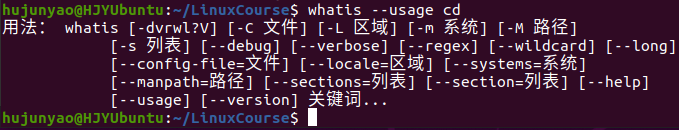 hujunyao@HJYUbuntu:~/LinuxCourse$ whatis --usage cd
用法： whatis [-dvrwl?V] [-C 文件] [-L 区域] [-m 系统] [-M 路径]
[-s 列表] [--debug] [--verbose] [--regex] [--wildcard] [--long]
[--config-file=文件] [--locale=区域] [--systems=系统]
[--manpath=路径] [--sections=列表] [--section=列表] [--help]
[--usage] [--version] 关键词...
hujunyao@HJYUbuntu:~/LinuxCourse$